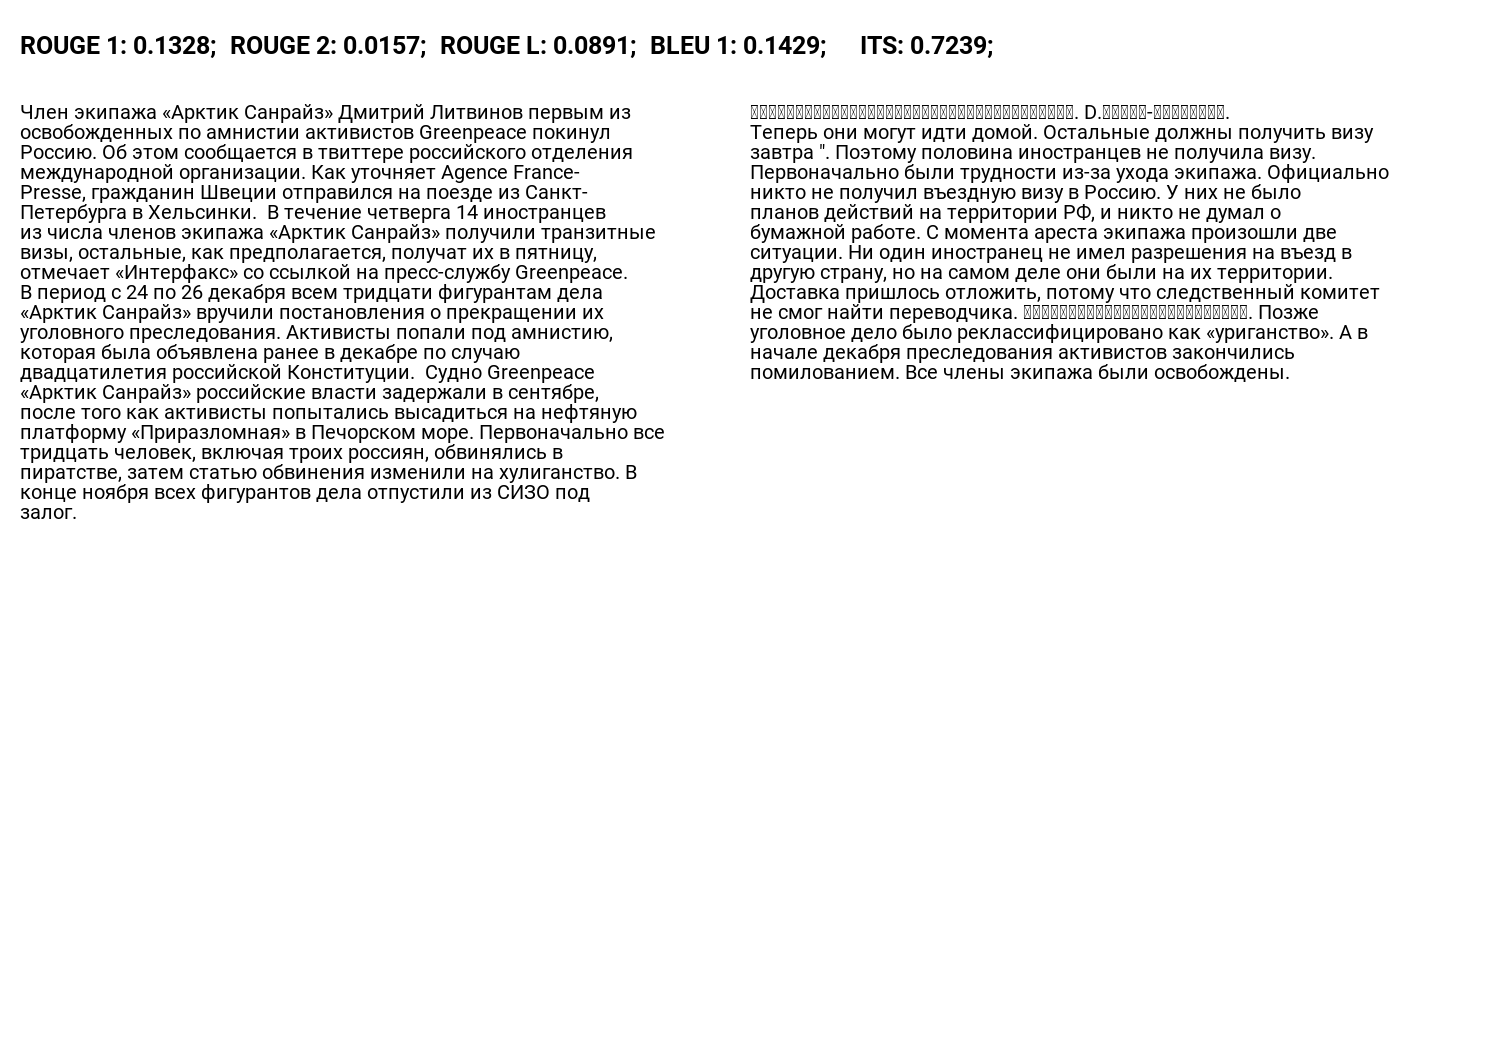 ROUGE 1: 0.1328; ROUGE 2: 0.0157; ROUGE L: 0.0891; BLEU 1: 0.1429; ITS: 0.7239;
Член экипажа «Арктик Санрайз» Дмитрий Литвинов первым из
освобожденных по амнистии активистов Greenpeace покинул
Россию. Об этом сообщается в твиттере российского отделения
международной организации. Как уточняет Agence France-
Presse, гражданин Швеции отправился на поезде из Санкт-
Петербурга в Хельсинки. В течение четверга 14 иностранцев
из числа членов экипажа «Арктик Санрайз» получили транзитные
визы, остальные, как предполагается, получат их в пятницу,
отмечает «Интерфакс» со ссылкой на пресс-службу Greenpeace.
В период с 24 по 26 декабря всем тридцати фигурантам дела
«Арктик Санрайз» вручили постановления о прекращении их
уголовного преследования. Активисты попали под амнистию,
которая была объявлена ранее в декабре по случаю
двадцатилетия российской Конституции. Судно Greenpeace
«Арктик Санрайз» российские власти задержали в сентябре,
после того как активисты попытались высадиться на нефтяную
платформу «Приразломная» в Печорском море. Первоначально все
тридцать человек, включая троих россиян, обвинялись в
пиратстве, затем статью обвинения изменили на хулиганство. В
конце ноября всех фигурантов дела отпустили из СИЗО под
залог.
. D. - .
Теперь они могут идти домой. Остальные должны получить визу
завтра ". Поэтому половина иностранцев не получила визу.
Первоначально были трудности из-за ухода экипажа. Официально
никто не получил въездную визу в Россию. У них не было
планов действий на территории РФ, и никто не думал о
бумажной работе. С момента ареста экипажа произошли две
ситуации. Ни один иностранец не имел разрешения на въезд в
другую страну, но на самом деле они были на их территории.
Доставка пришлось отложить, потому что следственный комитет
не смог найти переводчика. . Позже
уголовное дело было реклассифицировано как «уриганство». А в
начале декабря преследования активистов закончились
помилованием. Все члены экипажа были освобождены.